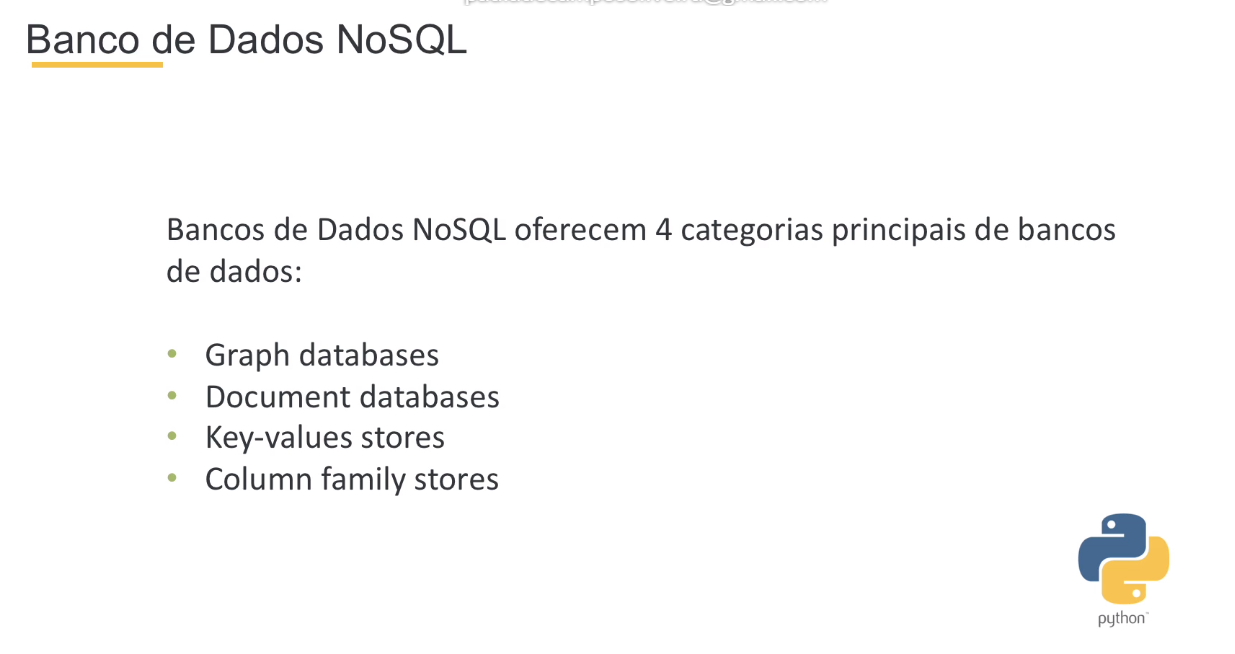 Banco de Dados NoSQL
Bancos de Dados NoSQL oferecem 4 categorias principais de bancos
de dados:
• Graph databases
• Document databases
• Key-values stores
• Column family stores
python™